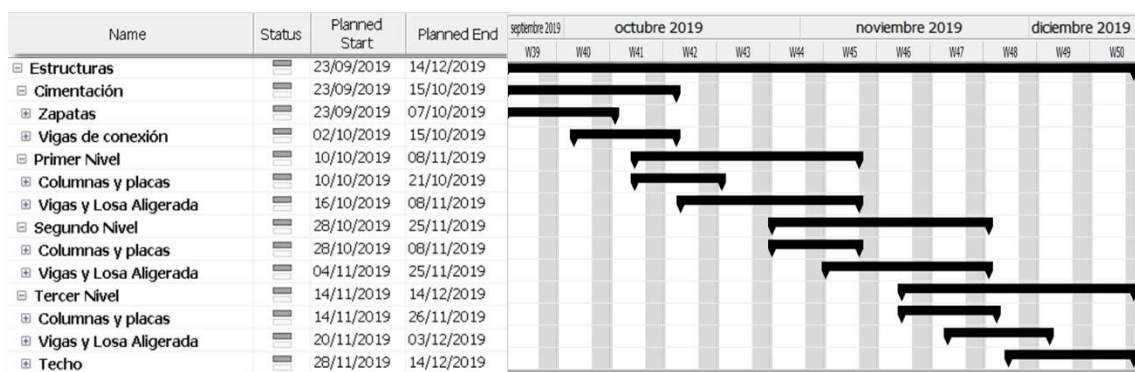 Name Status Planned Start Planned End septiembre 2019 octubre 2019 noviembre 2019 diciembre 2019
W39 W40 W41 W42 W43 W44 W45 W46 W47 W48 W49 W50
Estructuras 23/09/2019 14/12/2019
Cimentación 23/09/2019 15/10/2019
Zapatas 23/09/2019 07/10/2019
Vigas de conexión 02/10/2019 15/10/2019
Primer Nivel 10/10/2019 08/11/2019
Columnas y placas 10/10/2019 21/10/2019
Vigas y Losa Aligerada 16/10/2019 08/11/2019
Segundo Nivel 28/10/2019 25/11/2019
Columnas y placas 28/10/2019 08/11/2019
Vigas y Losa Aligerada 04/11/2019 25/11/2019
Tercer Nivel 14/11/2019 14/12/2019
Columnas y placas 14/11/2019 26/11/2019
Vigas y Losa Aligerada 20/11/2019 03/12/2019
Techo 28/11/2019 14/12/2019